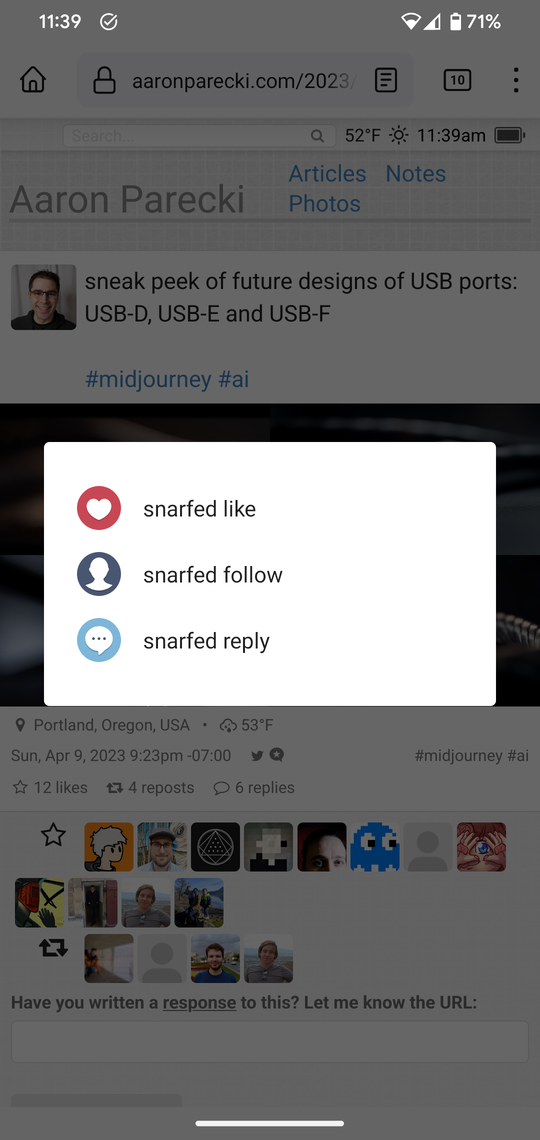 11:39
71%
aaronparecki.com/2023/
10
Search...
52°F
11:39am
Aaron Parecki
Articles Notes
Photos
sneak peek of future designs of USB ports:
USB-D, USB-E and USB-F
#midjourney #ai
snarfed like
snarfed follow
snarfed reply
Portland, Oregon, USA • 53°F
Sun, Apr 9, 2023 9:23pm -07:00
#midjourney #ai
12 likes 4 reposts 6 replies
Have you written a response to this? Let me know the URL: